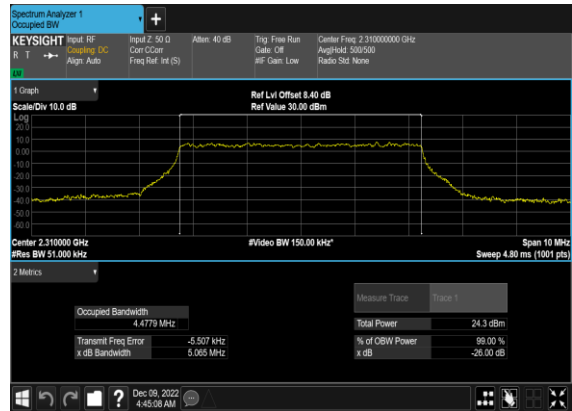 Spectrum Analyzer 1
Occupied BW
+
KEYSIGHT Input: RF Input Z: 50 Ω Atten: 40 dB Trig: Free Run Center Freq: 2.310000000 GHz
R T Coupling: DC Corr CCorr Gate: Off Avg|Hold: 500/500
Align: Auto Freq Ref: Int (S) #IF Gain: Low Radio Std: None
1 Graph
Ref Lvl Offset 8.40 dB
Scale/Div 10.0 dB Ref Value 30.00 dBm
Log
20.0
10.0
0.00
-10.0
-20.0
-30.0
-40.0
-50.0
-60.0
Center 2.310000 GHz #Video BW 150.00 kHz* Span 10 MHz
#Res BW 51.000 kHz Sweep 4.80 ms (1001 pts)
2 Metrics
Measure Trace Trace 1
Occupied Bandwidth
4.4779 MHz Total Power 24.3 dBm
Transmit Freq Error -5.507 kHz % of OBW Power 99.00 %
x dB Bandwidth 5.065 MHz x dB -26.00 dB
? Dec 09, 2022
4:45:08 AM